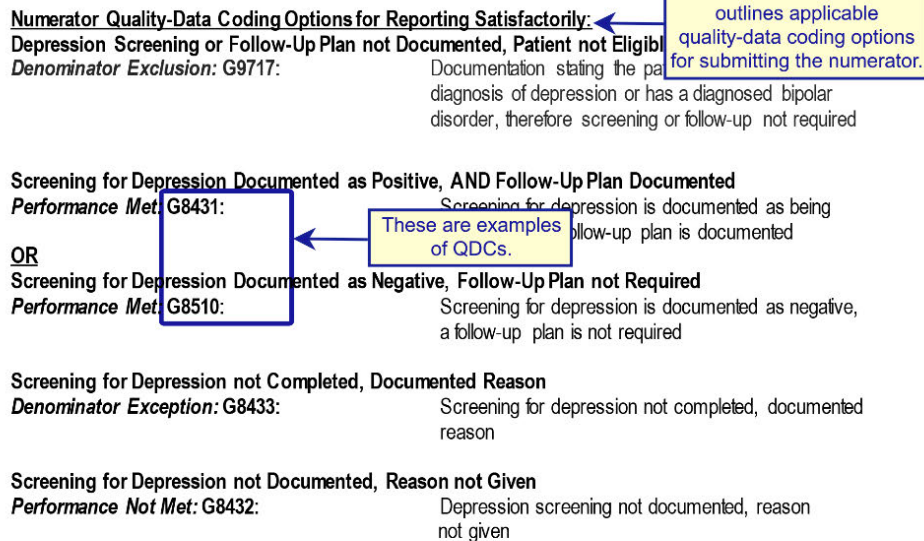 Numerator Quality-Data Coding Options for Reporting Satisfactorily:
outlines applicable
quality-data coding options
for submitting the numerator.
Depression Screening or Follow-Up Plan not Documented, Patient not
Denominator Exclusion: G9717: Documentation stating the
diagnosis of depression or has a diagnosed bipolar
disorder, therefore screening or follow-up not required
Screening for Depression Documented as Positive, AND Follow-Up Plan Documented
Performance Met: G8431: Screening for depression is documented as being
These are examples
of QDCs.
plan is documented
OR
Screening for Depression Documented as Negative, Follow-Up Plan not Required
Performance Met: G8510: Screening for depression is documented as negative,
a follow-up plan is not required
Screening for Depression not Completed, Documented Reason
Denominator Exception: G8433: Screening for depression not completed, documented
reason
Screening for Depression not Documented, Reason not Given
Performance Not Met: G8432: Depression screening not documented, reason
not given